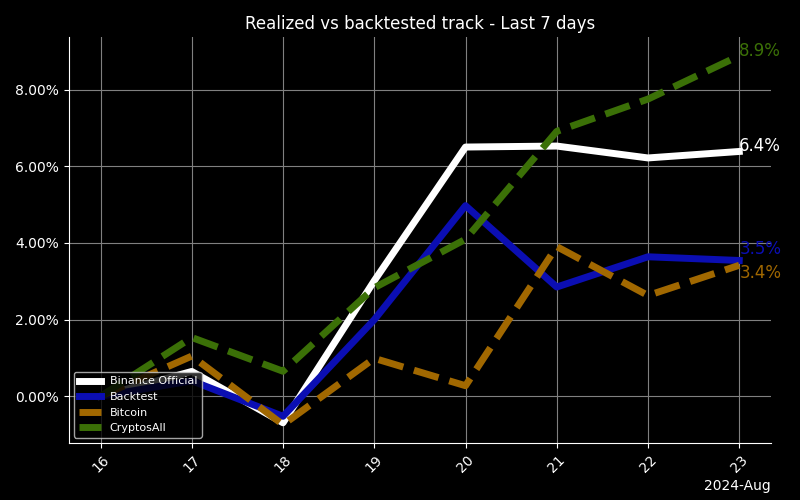 Realized vs backtested track - Last 7 days
8.00%
6.00%
4.00%
2.00%
0.00%
8.9%
6.4%
3.5%
3.4%
Binance Official
Backtest
Bitcoin
CryptosAll
16
17
18
19
20
21
22
23
2024-Aug